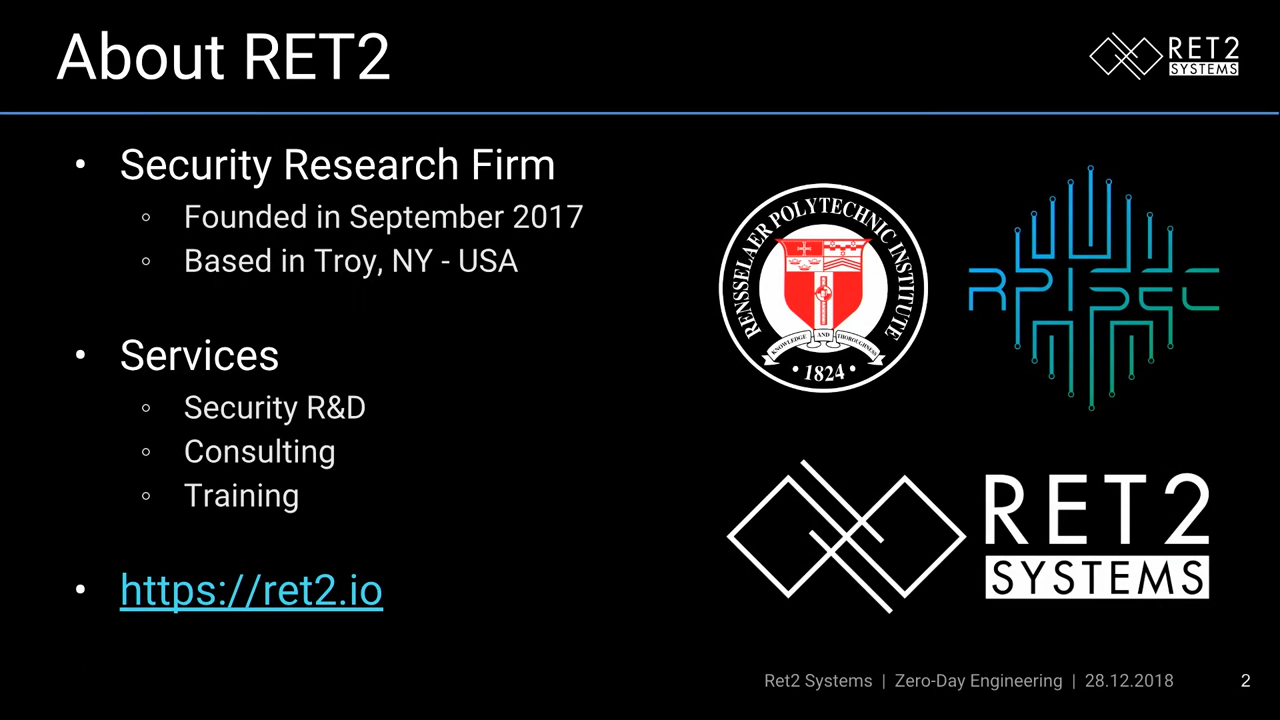 About RET2
RET2
SYSTEMS
• Security Research Firm
◦ Founded in September 2017
◦ Based in Troy, NY - USA
• Services
◦ Security R&D
◦ Consulting
◦ Training
• https://ret2.io
RENSSELAER POLYTECHNIC INSTITUTE
KNOWLEDGE AND THOROUGHNESS
• 1824 •
RPISEC
RET2
SYSTEMS
Ret2 Systems | Zero-Day Engineering | 28.12.2018
2